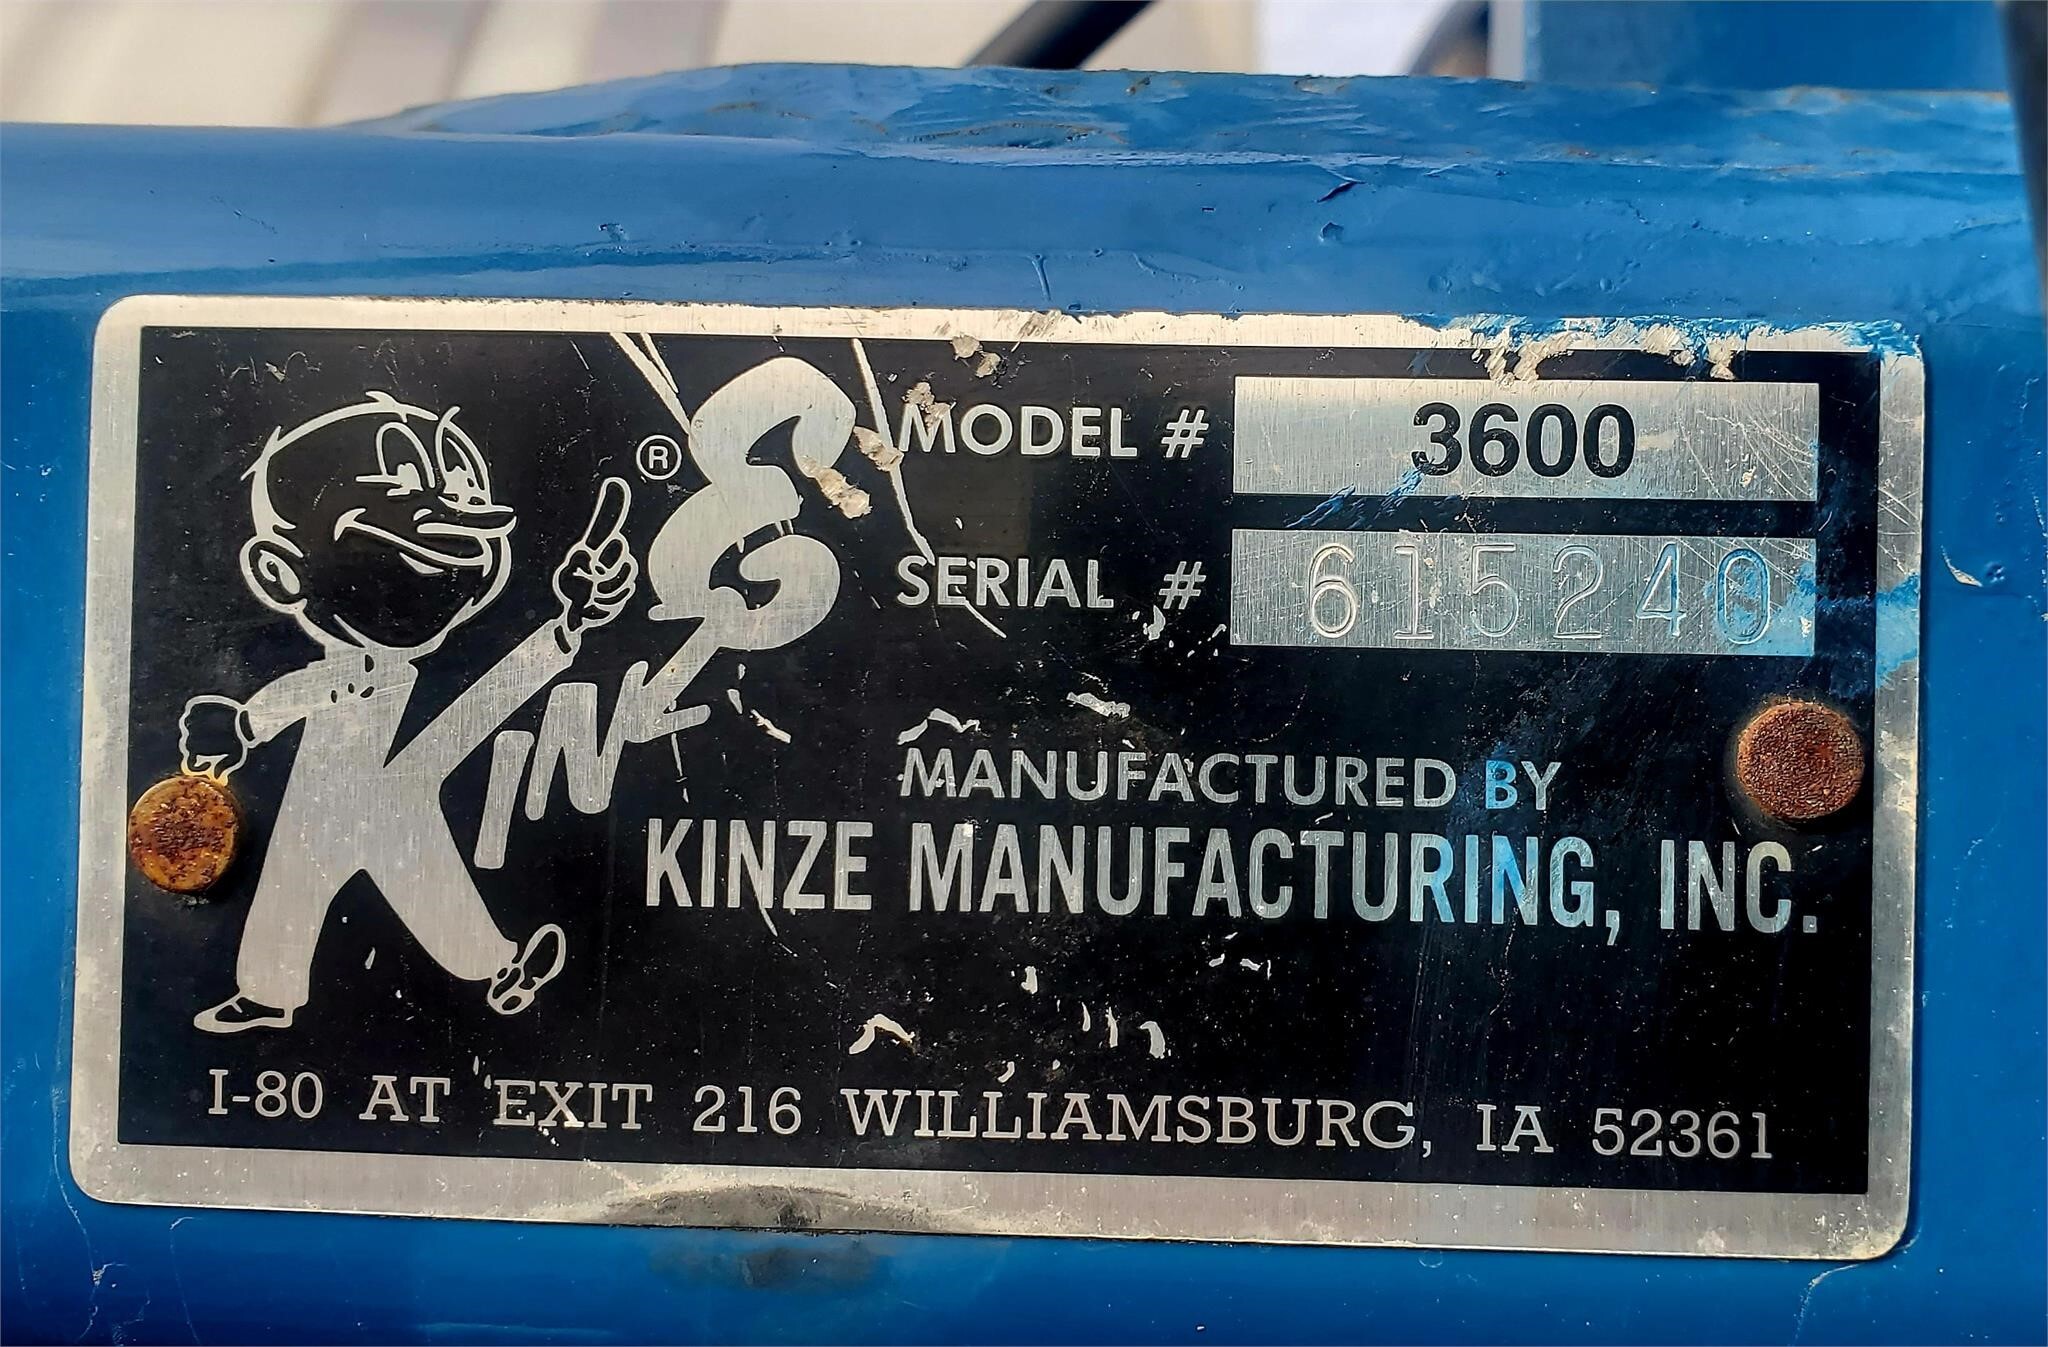 KINZE ®
MODEL # 3600
SERIAL # 615240
MANUFACTURED BY
KINZE MANUFACTURING, INC.
I-80 AT EXIT 216 WILLIAMSBURG, IA 52361